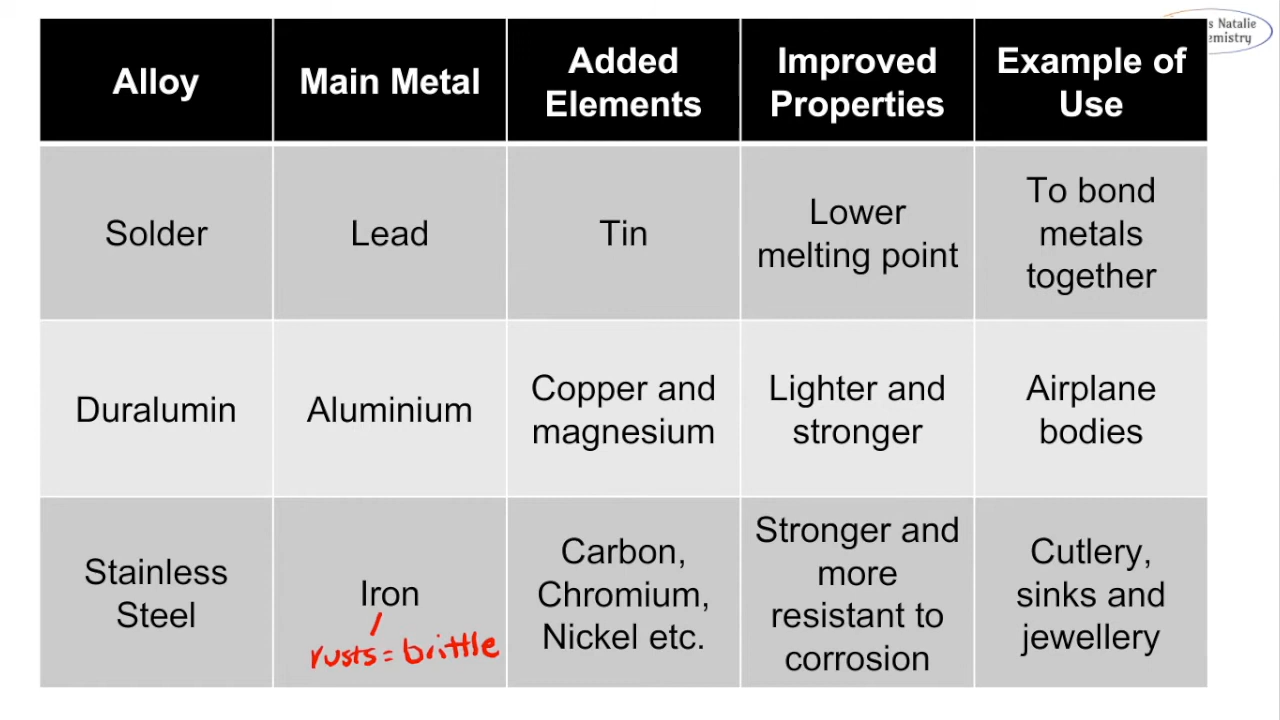 s Natalie
emistry
Alloy
Main Metal
Added
Elements
Improved
Properties
Example of
Use
Solder
Lead
Tin
Lower
melting point
To bond
metals
together
Duralumin
Aluminium
Copper and
magnesium
Lighter and
stronger
Airplane
bodies
Stainless
Steel
Iron
rusts = brittle
Carbon,
Chromium,
Nickel etc.
Stronger and
more
resistant to
corrosion
Cutlery,
sinks and
jewellery